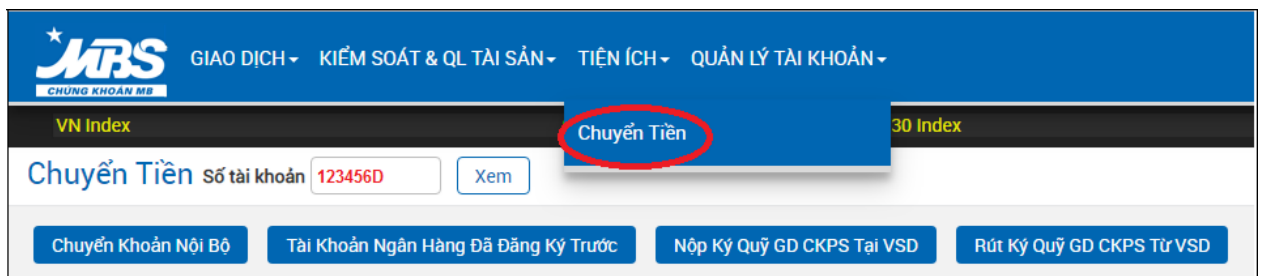 MBS
CHỨNG KHOÁN MB
GIAO DỊCH KIỂM SOÁT & QL TÀI SẢN TIỆN ÍCH QUẢN LÝ TÀI KHOẢN
VN Index
Chuyển Tiền
30 Index
Chuyển Tiền Số tài khoản 123456D Xem
Chuyển Khoản Nội Bộ Tài Khoản Ngân Hàng Đã Đăng Ký Trước Nộp Ký Quỹ GD CKPS Tại VSD Rút Ký Quỹ GD CKPS Từ VSD